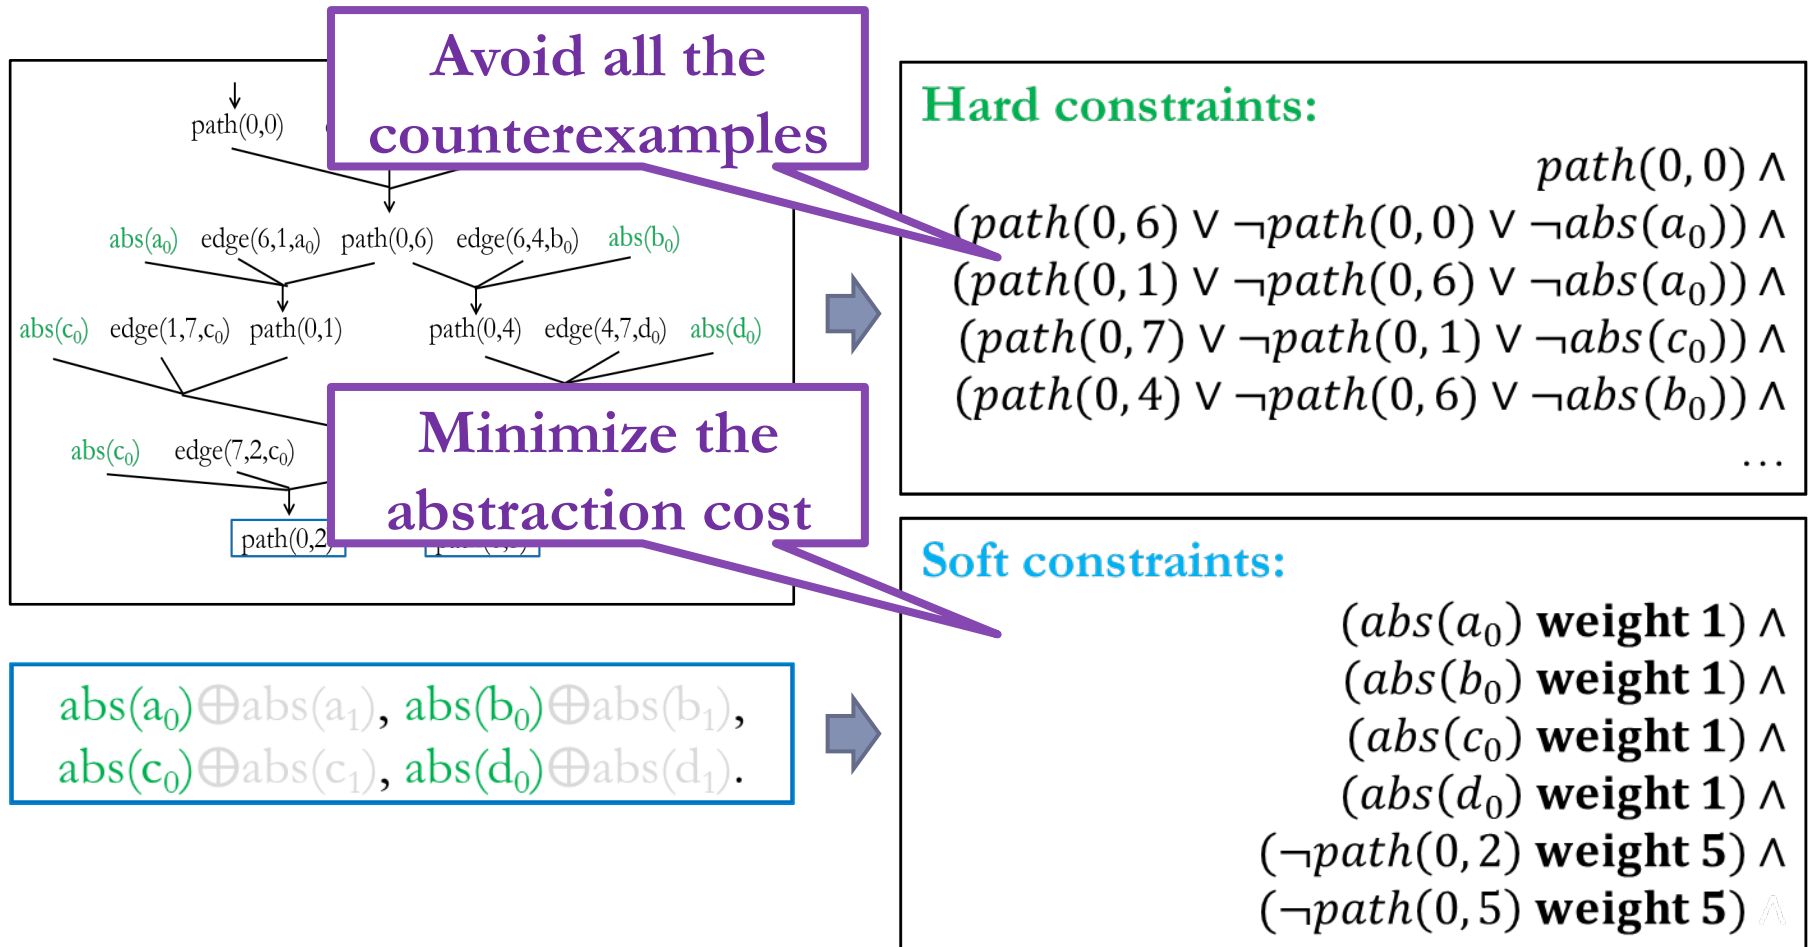 Avoid all the
counterexamples
path(0,0)
abs(a₀) edge(6,1,a₀) path(0,6) edge(6,4,b₀) abs(b₀)
abs(c₀) edge(1,7,c₀) path(0,1) path(0,4) edge(4,7,d₀) abs(d₀)
Minimize the
abstraction cost
abs(c₀) edge(7,2,c₀)
path(0,2)
abs(a₀)⊕abs(a₁), abs(b₀)⊕abs(b₁),
abs(c₀)⊕abs(c₁), abs(d₀)⊕abs(d₁).
Hard constraints:
path(0, 0) ∧
(path(0, 6) ∨ ¬path(0, 0) ∨ ¬abs(a₀)) ∧
(path(0, 1) ∨ ¬path(0, 6) ∨ ¬abs(a₀)) ∧
(path(0, 7) ∨ ¬path(0, 1) ∨ ¬abs(c₀)) ∧
(path(0, 4) ∨ ¬path(0, 6) ∨ ¬abs(b₀)) ∧
…
Soft constraints:
(abs(a₀) weight 1) ∧
(abs(b₀) weight 1) ∧
(abs(c₀) weight 1) ∧
(abs(d₀) weight 1) ∧
(¬path(0, 2) weight 5) ∧
(¬path(0, 5) weight 5) ∧